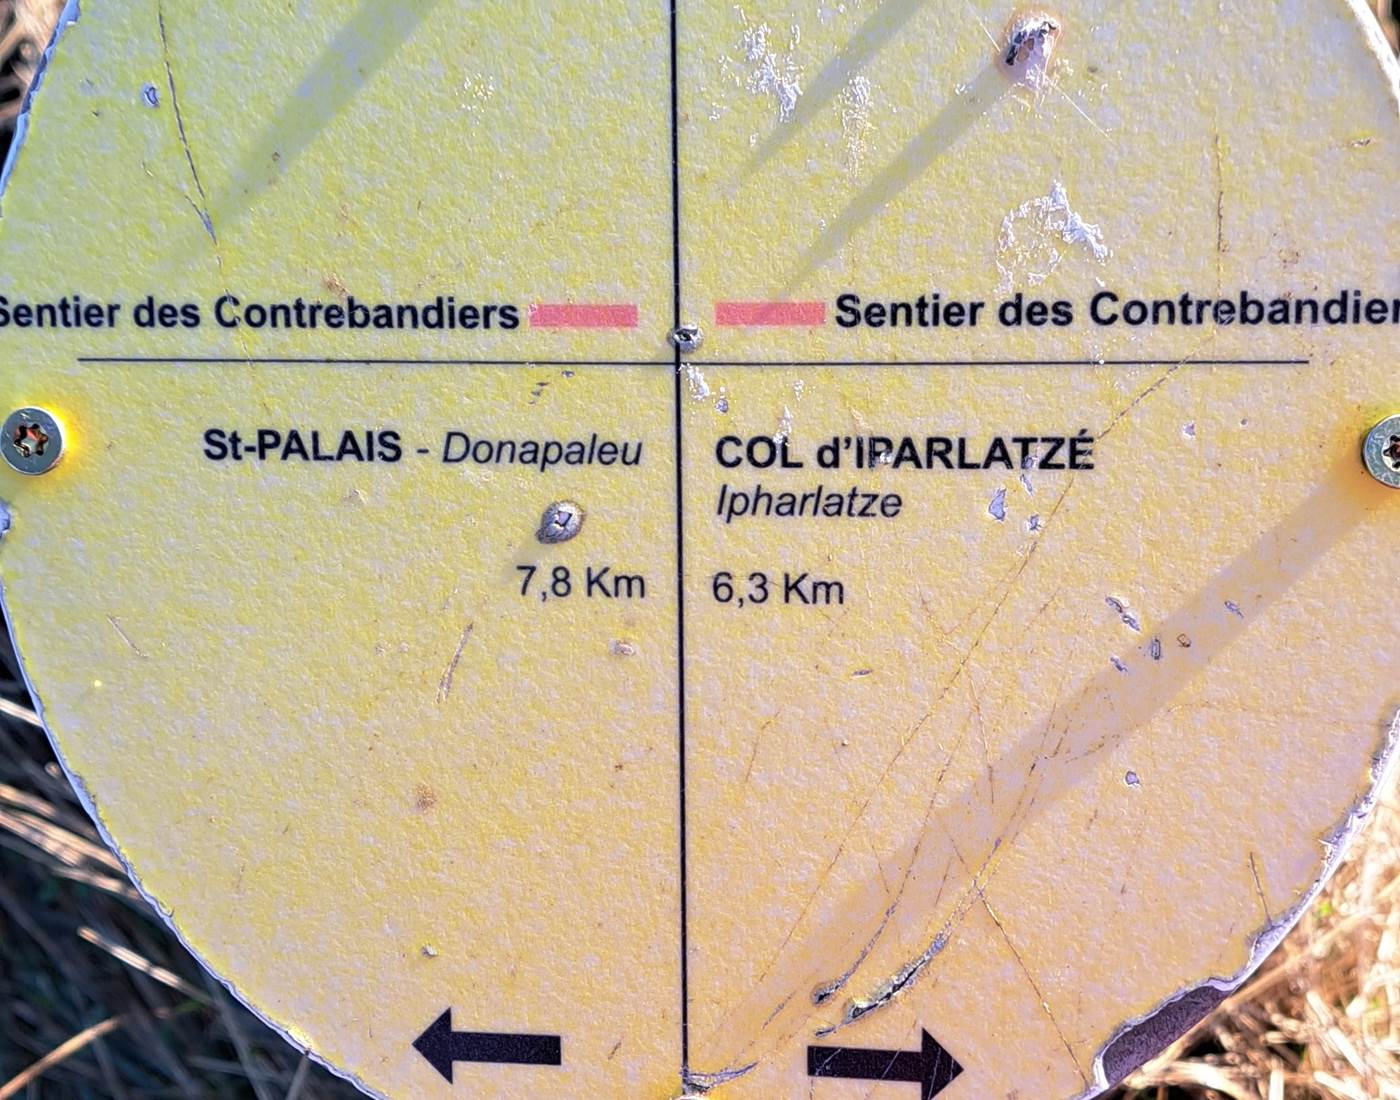 Sentier des Contrebandiers
St-PALAIS - Donapaleu
7,8 Km
Sentier des Contrebandier
COL d'IPARLATZÉ
Ipharlatze
6,3 Km